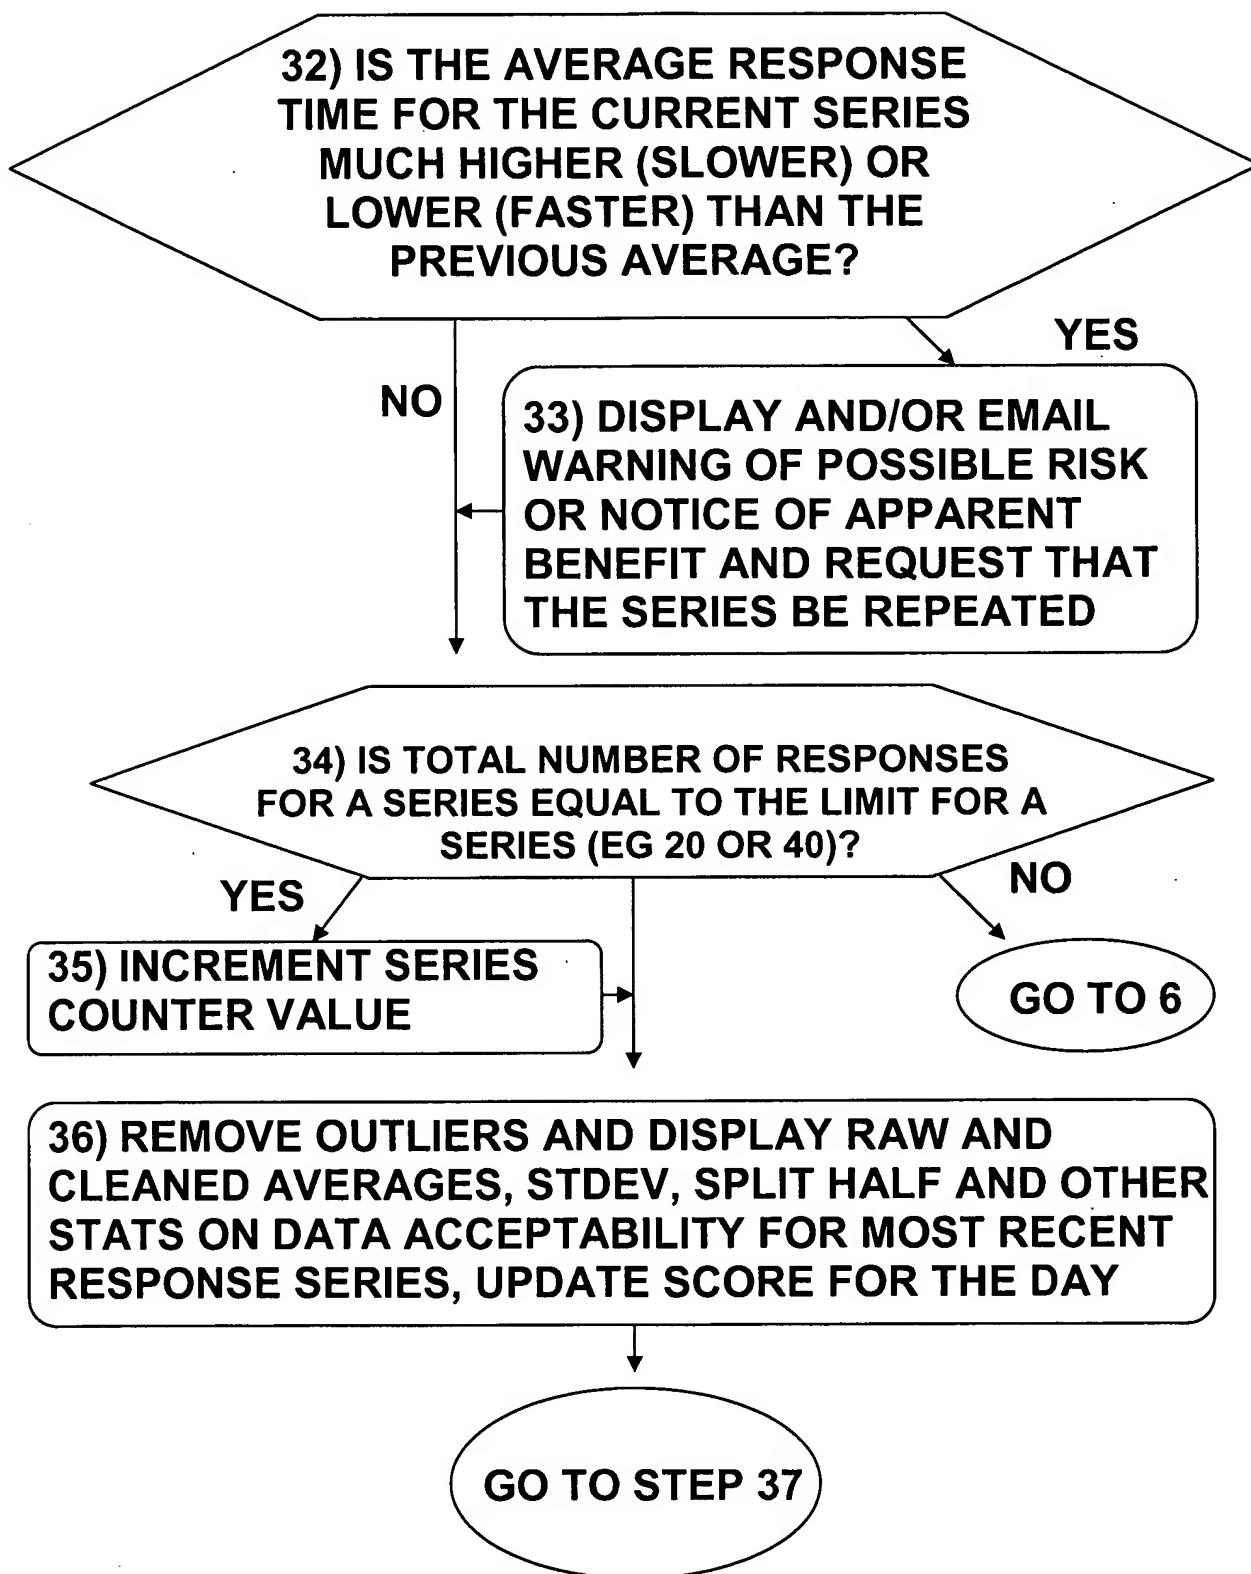 32) IS THE AVERAGE RESPONSE
TIME FOR THE CURRENT SERIES
MUCH HIGHER (SLOWER) OR
LOWER (FASTER) THAN THE
PREVIOUS AVERAGE?
YES
NO
33) DISPLAY AND/OR EMAIL
WARNING OF POSSIBLE RISK
OR NOTICE OF APPARENT
BENEFIT AND REQUEST THAT
THE SERIES BE REPEATED
34) IS TOTAL NUMBER OF RESPONSES
FOR A SERIES EQUAL TO THE LIMIT FOR A
SERIES (EG 20 OR 40)?
YES
NO
35) INCREMENT SERIES
COUNTER VALUE
GO TO 6
36) REMOVE OUTLIERS AND DISPLAY RAW AND
CLEANED AVERAGES, STDEV, SPLIT HALF AND OTHER
STATS ON DATA ACCEPTABILITY FOR MOST RECENT
RESPONSE SERIES, UPDATE SCORE FOR THE DAY
GO TO STEP 37